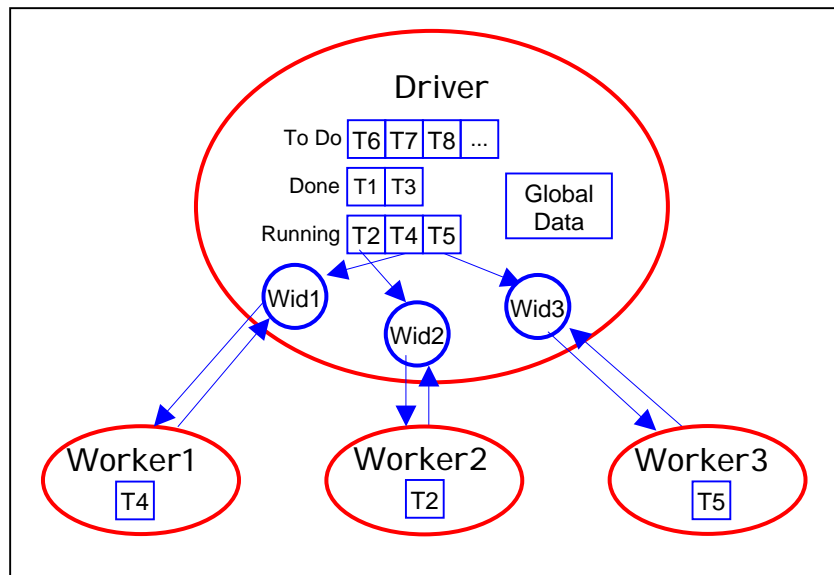 Driver
To Do T6 T7 T8 ...
Done T1 T3
Global
Data
Running T2 T4 T5
Wid1
Wid2
Wid3
Worker1
T4
Worker2
T2
Worker3
T5